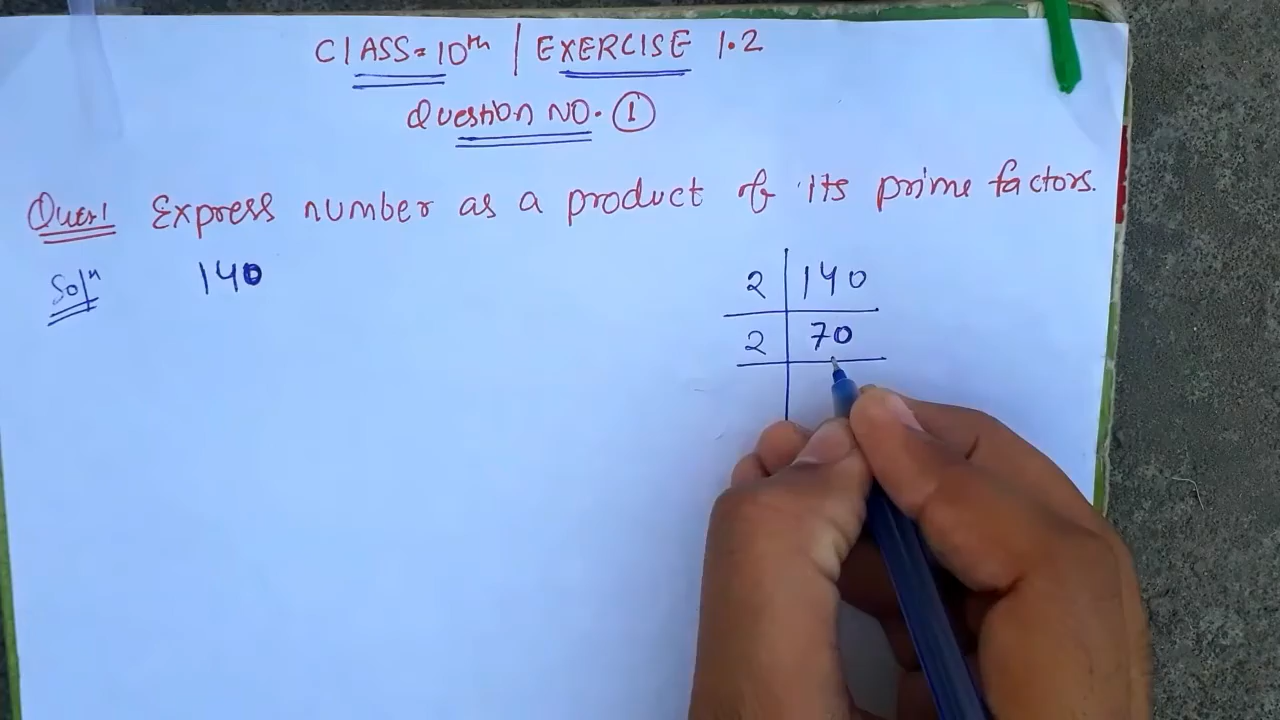 CLASS = 10th | EXERCISE 1.2
Question NO. 1
Ques1 Express number as a product of its prime factors.
Soln 140
2 | 140
2 | 70